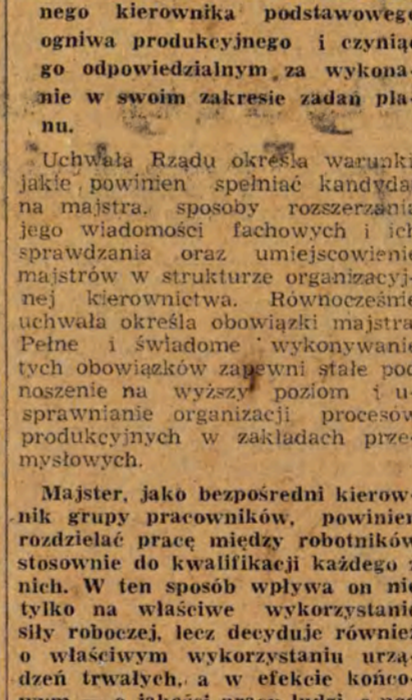 nego kierownika podstawoweg
ogniwa produkcyjnego i czynią
go odpowiedzialnym za wykona
nie w swoim zakresie zadań pla
nu.
Uchwała Rządu określa warunki
jakie powinien spełniać kandyda
na majstra, sposoby rozszerzania
jego wiadomości fachowych i ich
sprawdzania oraz umiejscowieni
majstrów w strukturze organizacyj-
nej kierownictwa. Równocześnie
uchwała określa obowiązki majstra
Pełne i świadome wykonywani
tych obowiązków zapewni stałe pod
noszenie na wyższy poziom i u-
sprawnianie organizacji procesów
produkcyjnych w zakładach prze-
mysłowych.
Majster, jako bezpośredni kierow
nik grupy pracowników, powinien
rozdzielać pracę między robotników
stosownie do kwalifikacji każdego z
nich. W ten sposób wpływa on nie
tylko na właściwe wykorzystanie
siły roboczej, lecz decyduje również
o właściwym wykorzystaniu urzą-
dzeń trwałych, a w efekcie końco-